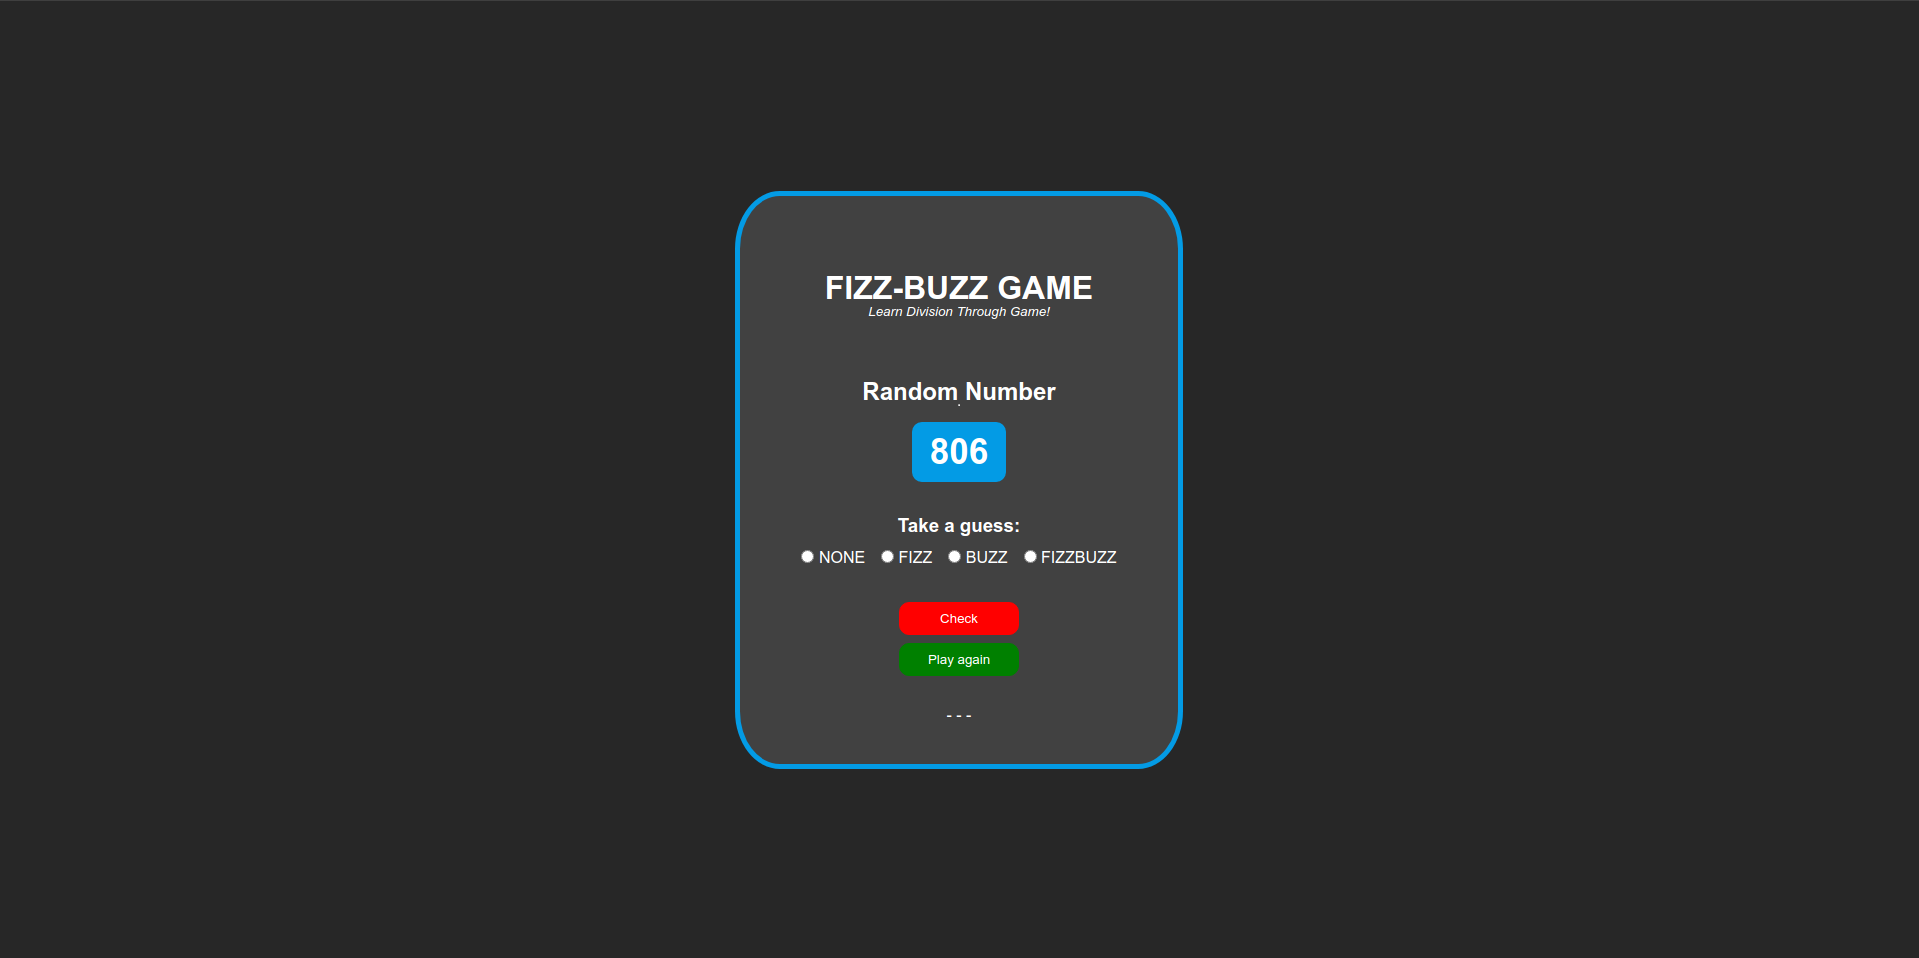 FIZZ-BUZZ GAME
Learn Division Through Game!
Random Number
806
Take a guess:
NONE FIZZ BUZZ FIZZBUZZ
Check
Play again
- - -